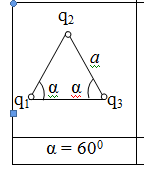 q₂
a
q₁ α α q₃
α = 60⁰